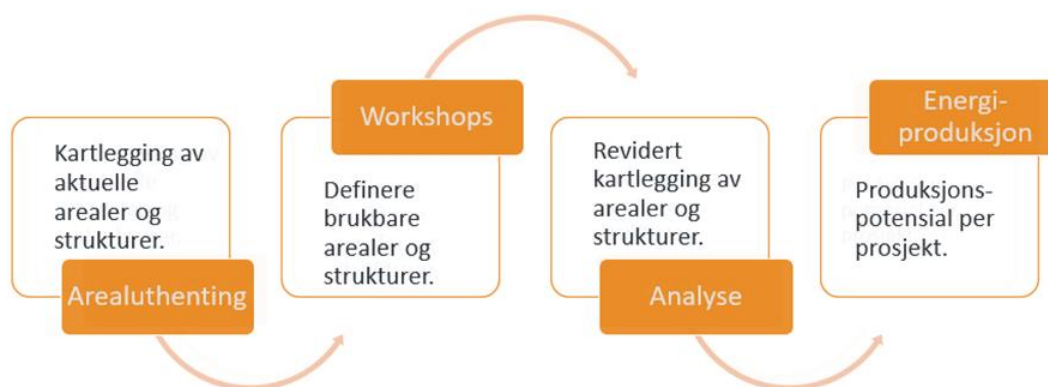 Kartlegging av
aktuelle
arealer og
strukturer.
Arealuthenting
Workshops
Definere
brukbare
arealer og
strukturer.
Revidert
kartlegging av
arealer og
strukturer.
Analyse
Energi-
produksjon
Produksjons-
potensial per
prosjekt.